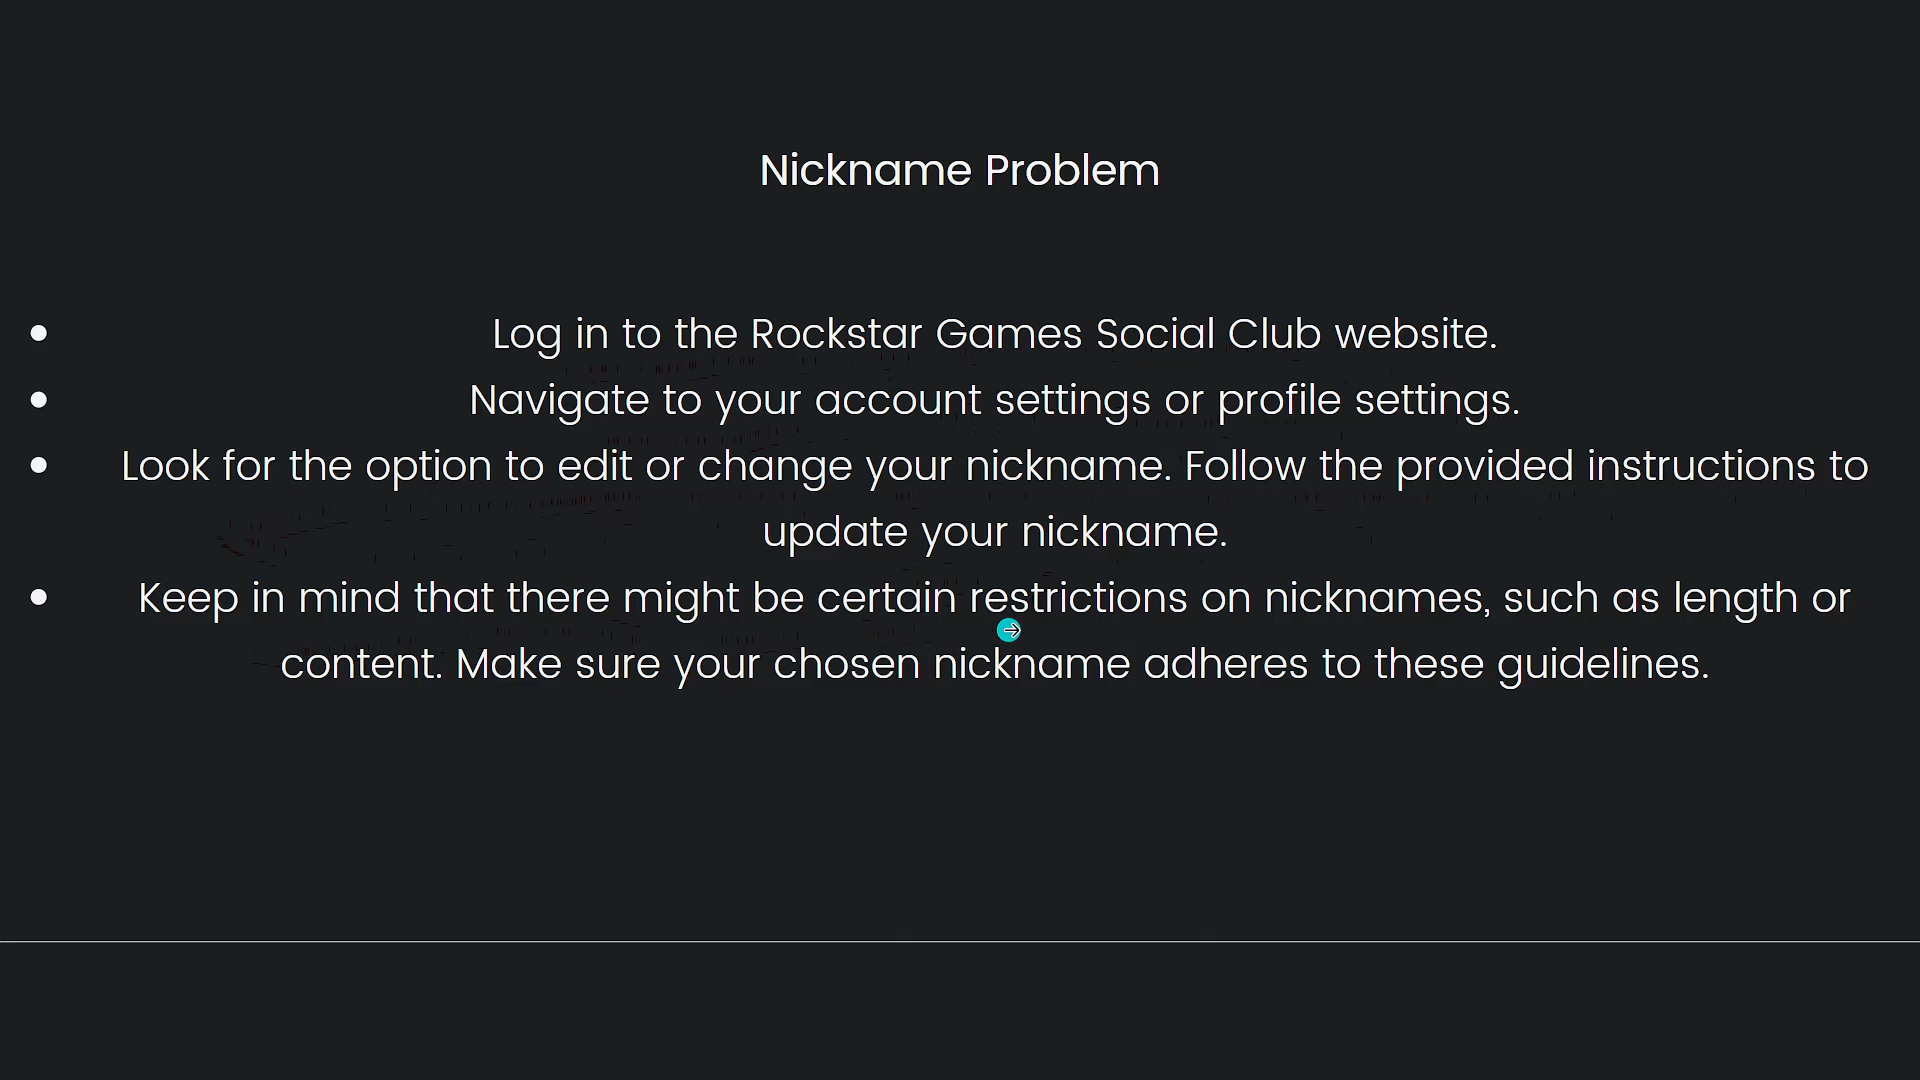 Nickname Problem
• Log in to the Rockstar Games Social Club website.
• Navigate to your account settings or profile settings.
• Look for the option to edit or change your nickname. Follow the provided instructions to
update your nickname.
• Keep in mind that there might be certain restrictions on nicknames, such as length or
content. Make sure your chosen nickname adheres to these guidelines.